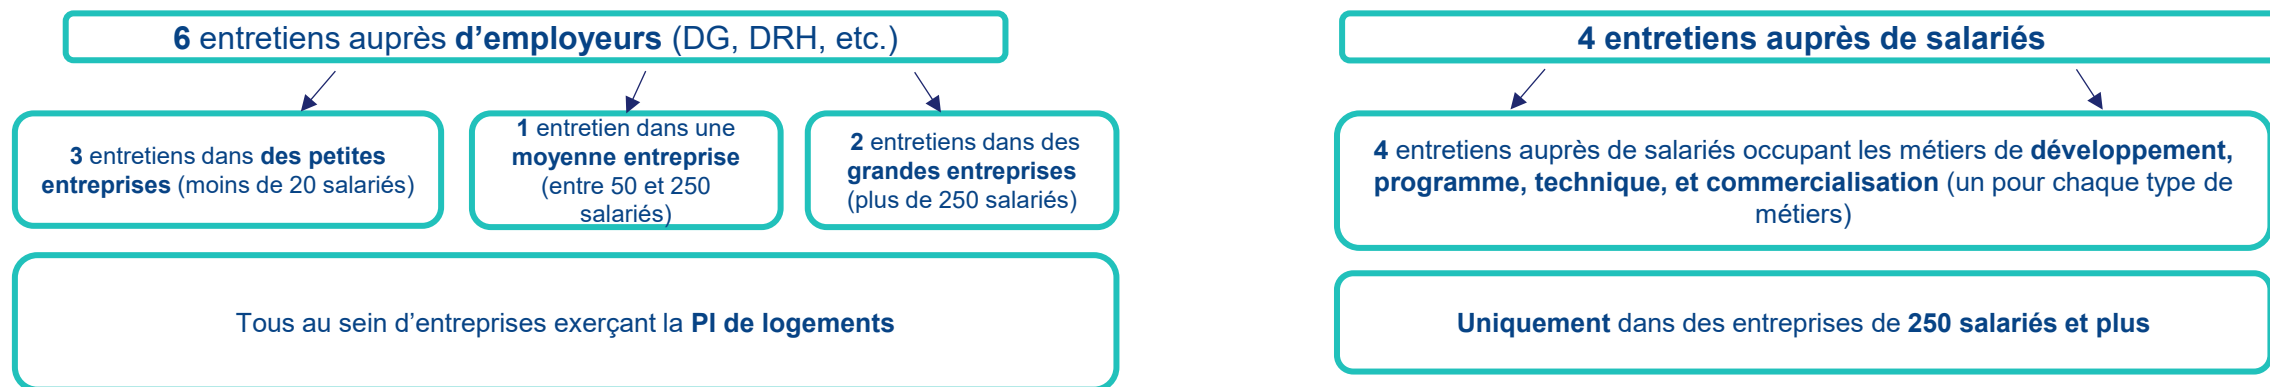 6 entretiens auprès d’employeurs (DG, DRH, etc.)
3 entretiens dans des petites
entreprises (moins de 20 salariés)
1 entretien dans une
moyenne entreprise
(entre 50 et 250
salariés)
2 entretiens dans des
grandes entreprises
(plus de 250 salariés)
Tous au sein d’entreprises exerçant la PI de logements
4 entretiens auprès de salariés
4 entretiens auprès de salariés occupant les métiers de développement,
programme, technique, et commercialisation (un pour chaque type de
métiers)
Uniquement dans des entreprises de 250 salariés et plus